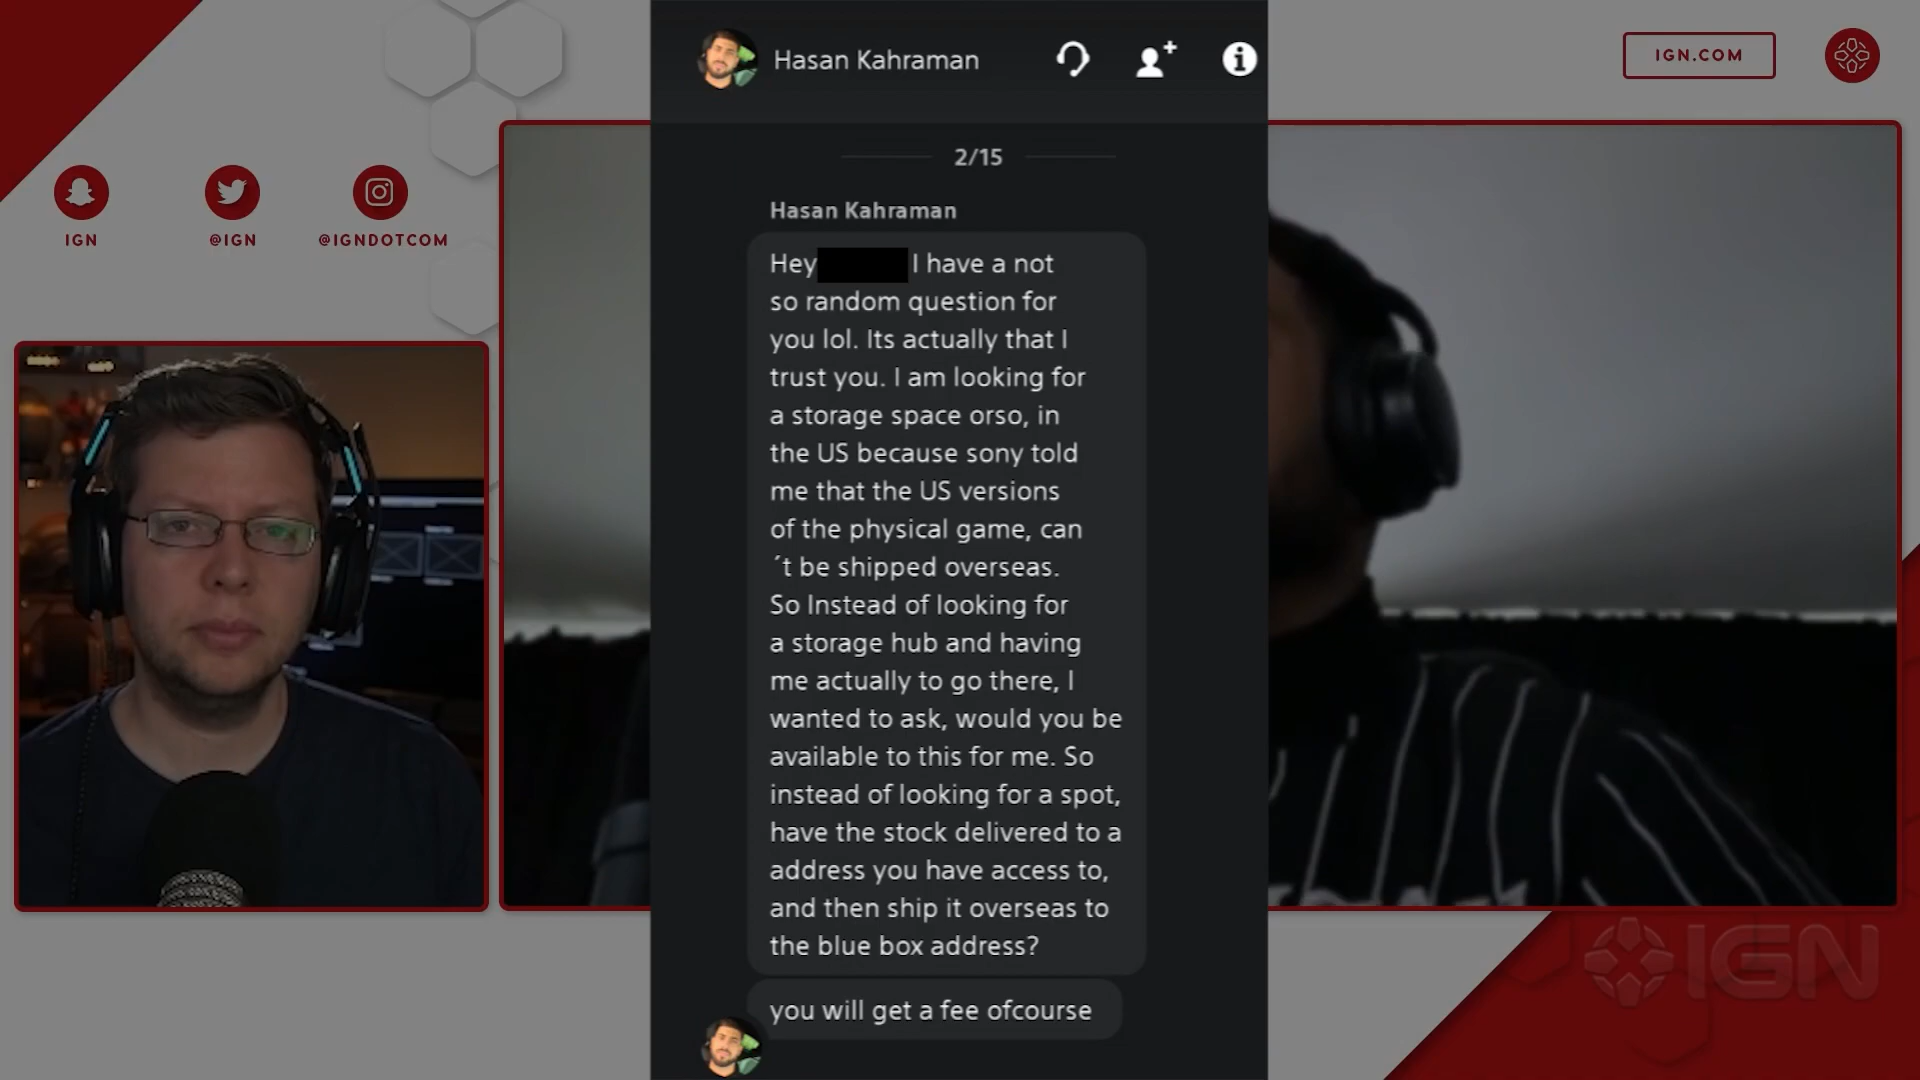 Hasan Kahraman
IGN.COM
2/15
IGN
@IGN
@IGNDOTCOM
Hasan Kahraman
Hey I have a not
so random question for
you lol. Its actually that I
trust you. I am looking for
a storage space orso, in
the US because sony told
me that the US versions
of the physical game, can
´t be shipped overseas.
So Instead of looking for
a storage hub and having
me actually to go there, I
wanted to ask, would you be
available to this for me. So
instead of looking for a spot,
have the stock delivered to a
address you have access to,
and then ship it overseas to
the blue box address?
you will get a fee ofcourse
IGN